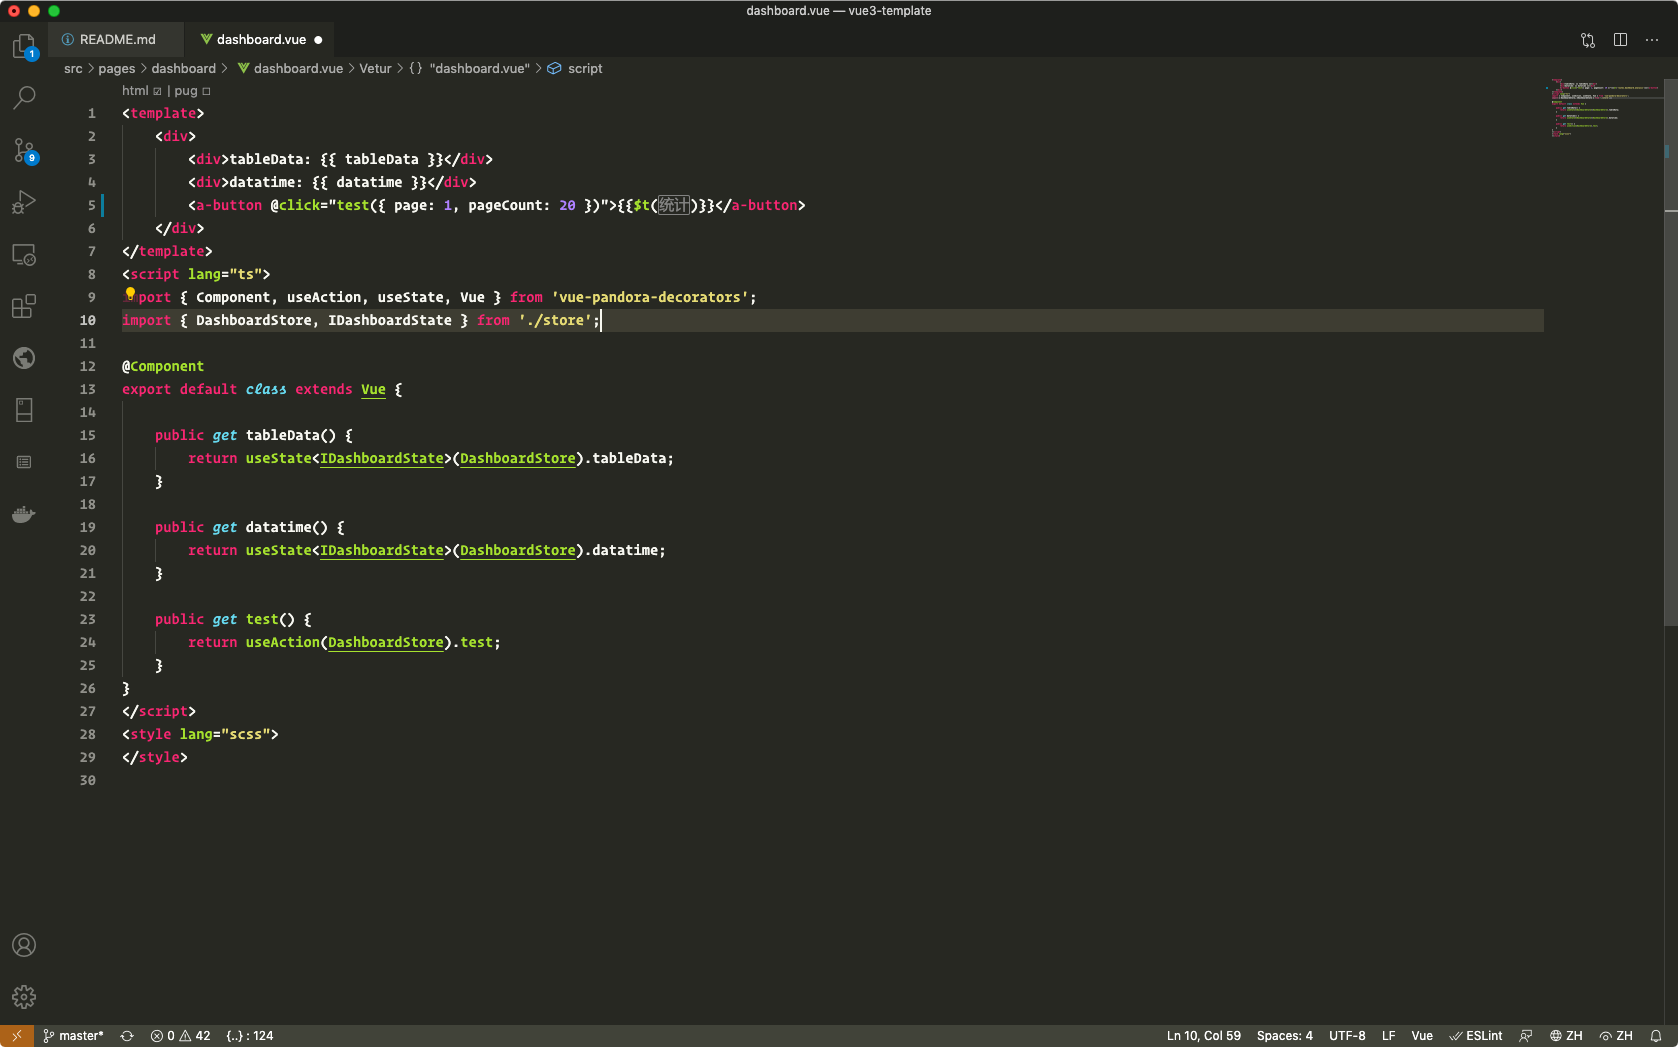 dashboard.vue — vue3-template
README.md
dashboard.vue
1
src > pages > dashboard > dashboard.vue > Vetur > {} "dashboard.vue" > script
html ☑ | pug ☐
1 <template>
2 <div>
3 <div>tableData: {{ tableData }}</div>
4 <div>datatime: {{ datatime }}</div>
5 <a-button @click="test({ page: 1, pageCount: 20 })">{{$t(统计)}}</a-button>
6 </div>
7 </template>
8 <script lang="ts">
9 port { Component, useAction, useState, Vue } from 'vue-pandora-decorators';
10 import { DashboardStore, IDashboardState } from './store';
11
12 @Component
13 export default class extends Vue {
14
15 public get tableData() {
16 return useState<IDashboardState>(DashboardStore).tableData;
17 }
18
19 public get datatime() {
20 return useState<IDashboardState>(DashboardStore).datatime;
21 }
22
23 public get test() {
24 return useAction(DashboardStore).test;
25 }
26 }
27 </script>
28 <style lang="scss">
29 </style>
30
9
master* 0 42 {..} : 124 Ln 10, Col 59 Spaces: 4 UTF-8 LF Vue ESLint ZH ZH